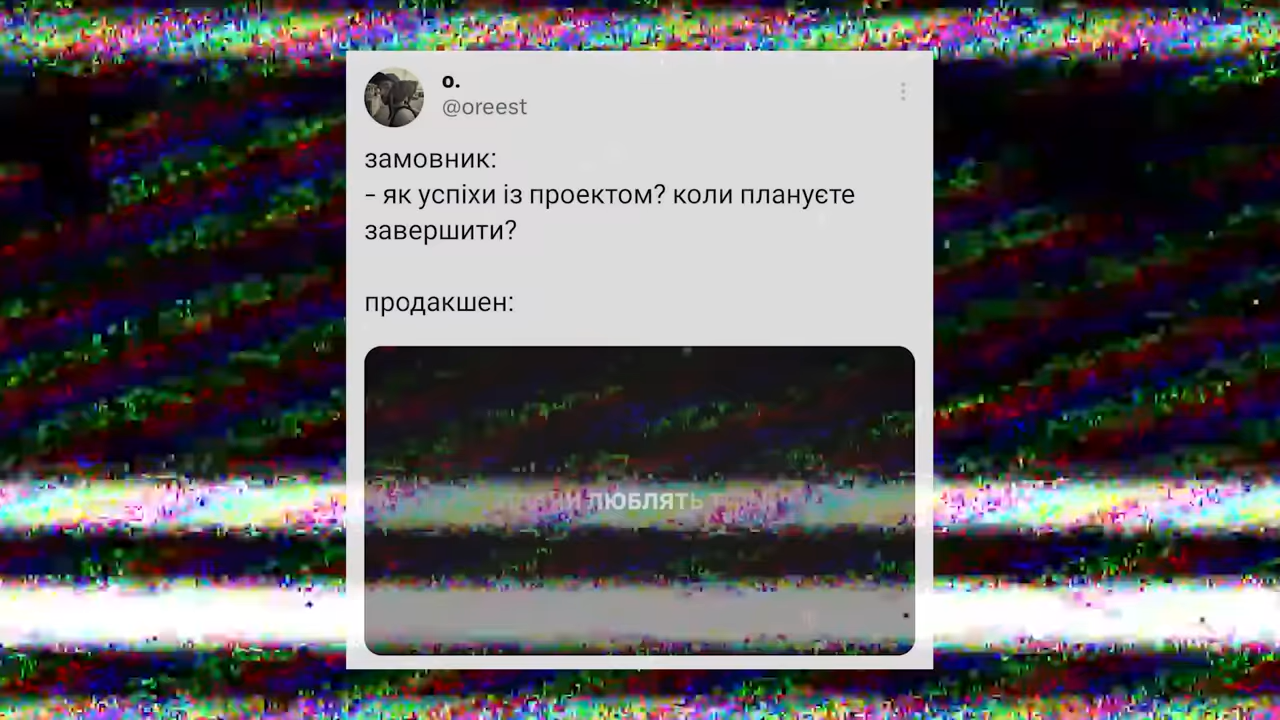 о.
@oreest
замовник:
- як успіхи із проектом? коли плануєте
завершити?
продакшен:
ЛЮБЛЯТЬ